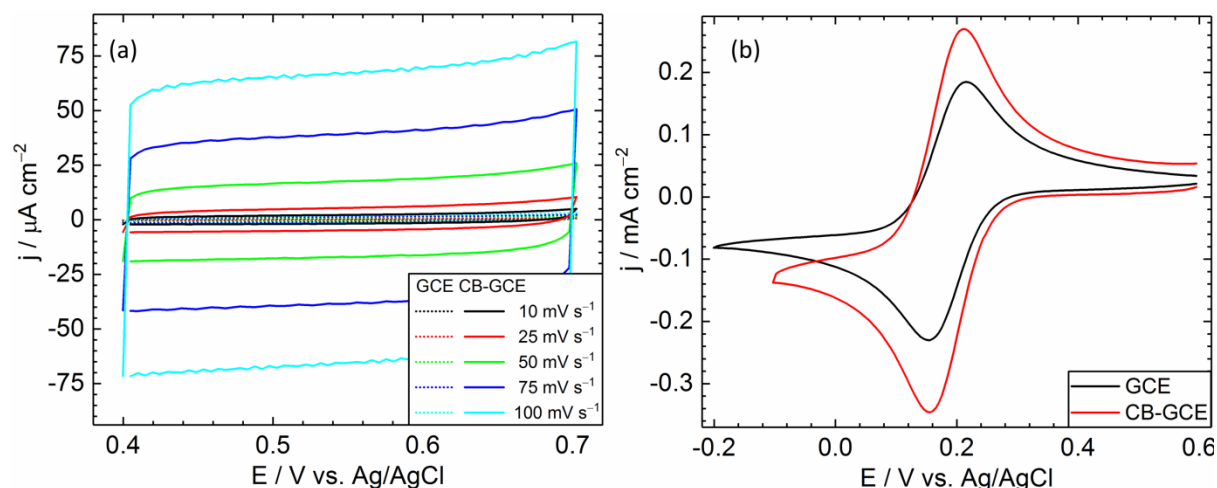 (a)
j / µA cm⁻²
75
50
25
0
-25
-50
-75
0.4
0.5
0.6
0.7
E / V vs. Ag/AgCl
GCE CB-GCE
10 mV s⁻¹
25 mV s⁻¹
50 mV s⁻¹
75 mV s⁻¹
100 mV s⁻¹
(b)
j / mA cm⁻²
0.2
0.1
0.0
-0.1
-0.2
-0.3
-0.2
0.0
0.2
0.4
0.6
E / V vs. Ag/AgCl
GCE
CB-GCE